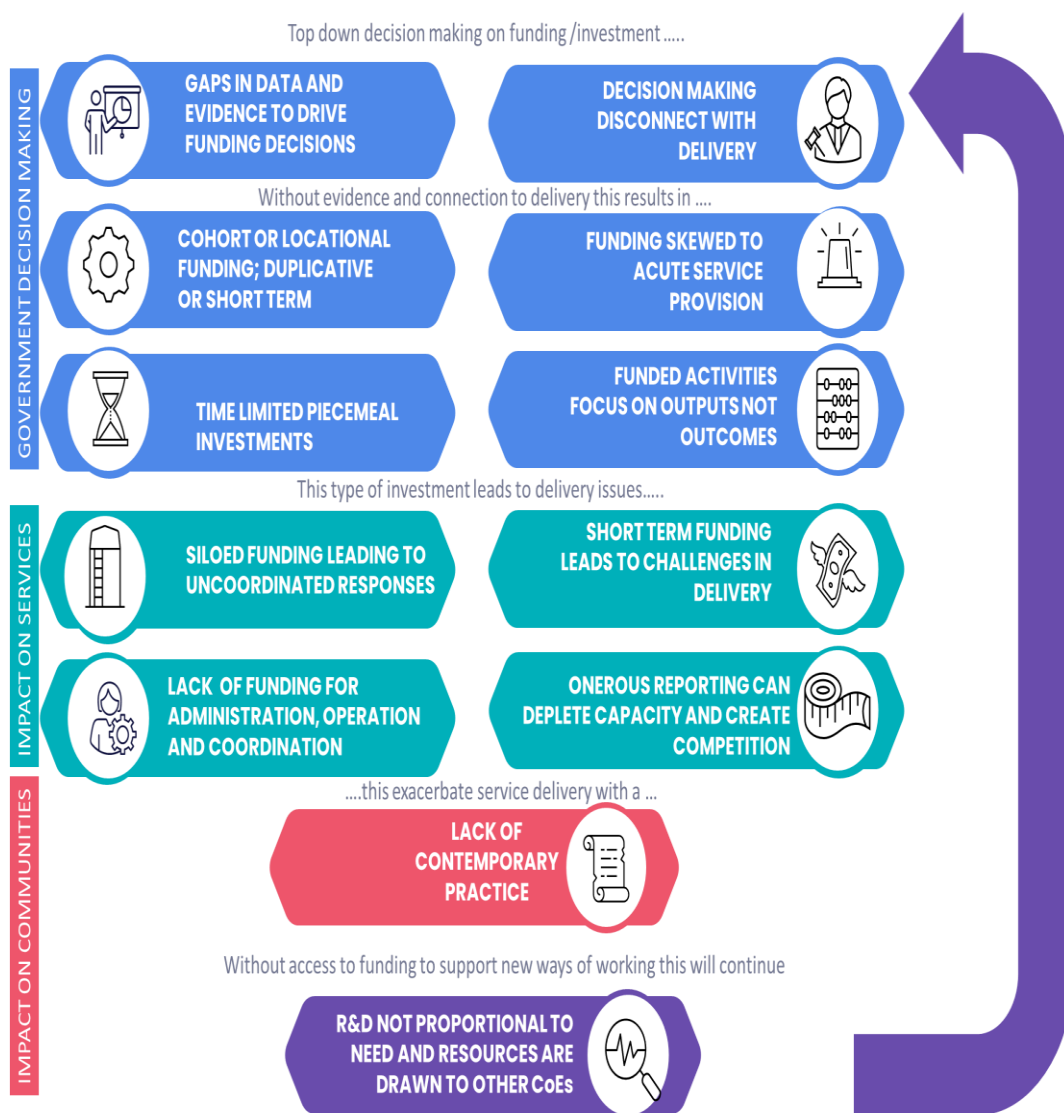 Top down decision making on funding /investment .....
GOVERNMENT DECISION MAKING
GAPS IN DATA AND
EVIDENCE TO DRIVE
FUNDING DECISIONS
DECISION MAKING
DISCONNECT WITH
DELIVERY
Without evidence and connection to delivery this results in ....
COHORT OR LOCATIONAL
FUNDING; DUPLICATIVE
OR SHORT TERM
FUNDING SKEWED TO
ACUTE SERVICE
PROVISION
TIME LIMITED PIECEMEAL
INVESTMENTS
FUNDED ACTIVITIES
FOCUS ON OUTPUTS NOT
OUTCOMES
This type of investment leads to delivery issues.....
IMPACT ON SERVICES
SILOED FUNDING LEADING TO
UNCOORDINATED RESPONSES
SHORT TERM FUNDING
LEADS TO CHALLENGES IN
DELIVERY
LACK OF FUNDING FOR
ADMINISTRATION, OPERATION
AND COORDINATION
ONEROUS REPORTING CAN
DEPLETE CAPACITY AND CREATE
COMPETITION
....this exacerbate service delivery with a ...
IMPACT ON COMMUNITIES
LACK OF
CONTEMPORARY
PRACTICE
Without access to funding to support new ways of working this will continue
R&D NOT PROPORTIONAL TO
NEED AND RESOURCES ARE
DRAWN TO OTHER CoEs